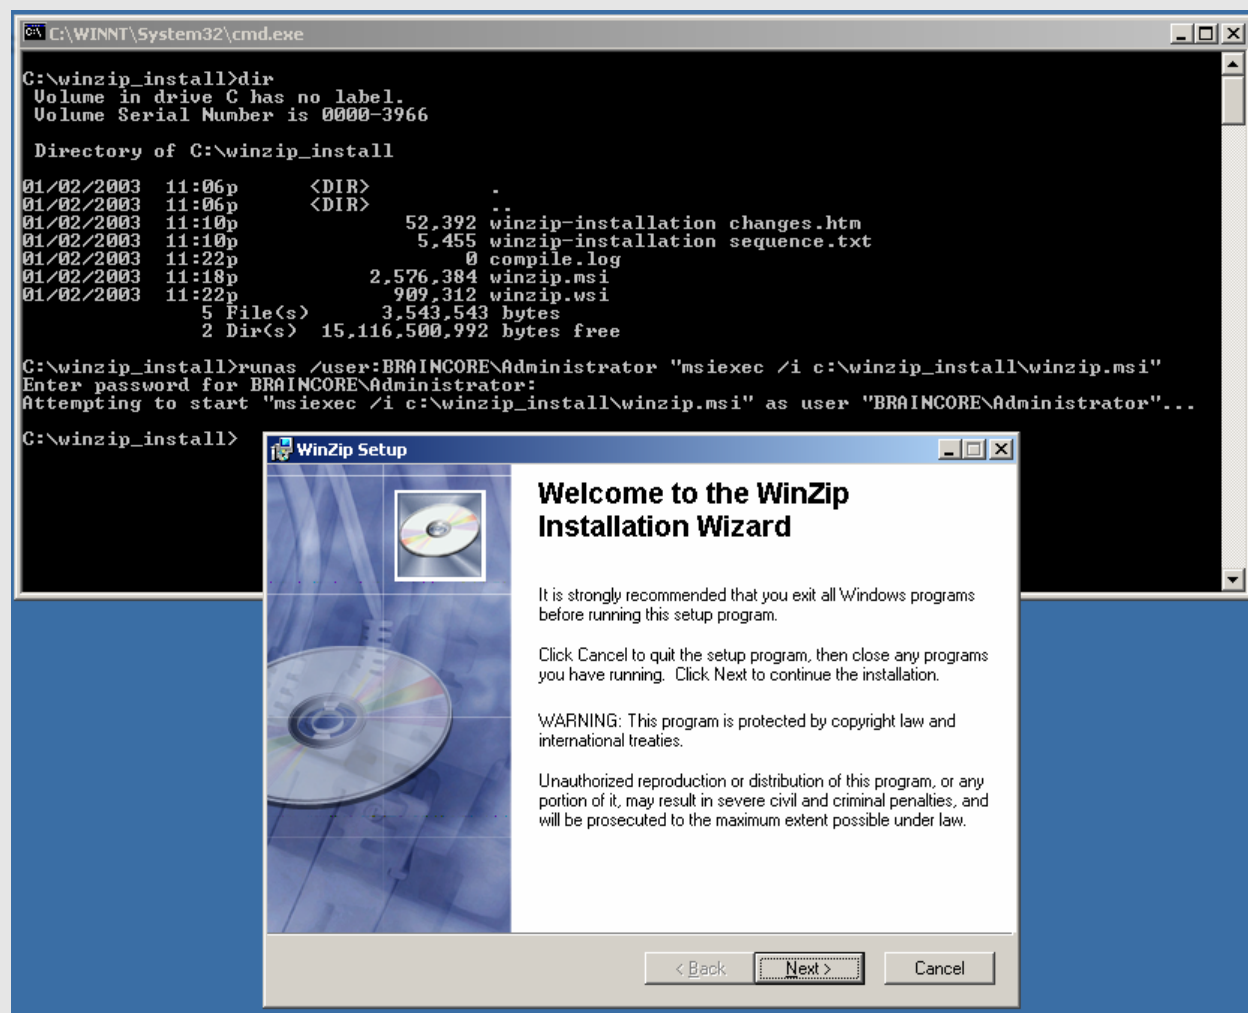 C:\WINNT\System32\cmd.exe
C:\winzip_install>dir
Volume in drive C has no label.
Volume Serial Number is 0000-3966
Directory of C:\winzip_install
01/02/2003  11:06p      <DIR>          .
01/02/2003  11:06p      <DIR>          ..
01/02/2003  11:10p              52,392 winzip-installation changes.htm
01/02/2003  11:10p               5,455 winzip-installation sequence.txt
01/02/2003  11:22p                   0 compile.log
01/02/2003  11:18p           2,576,384 winzip.msi
01/02/2003  11:22p             909,312 winzip.wsi
5 File(s)      3,543,543 bytes
2 Dir(s)  15,116,500,992 bytes free
C:\winzip_install>runas /user:BRAINCORE\Administrator "msiexec /i c:\winzip_install\winzip.msi"
Enter password for BRAINCORE\Administrator:
Attempting to start "msiexec /i c:\winzip_install\winzip.msi" as user "BRAINCORE\Administrator"...
C:\winzip_install>
WinZip Setup
Welcome to the WinZip
Installation Wizard
It is strongly recommended that you exit all Windows programs
before running this setup program.
Click Cancel to quit the setup program, then close any programs
you have running.  Click Next to continue the installation.
WARNING: This program is protected by copyright law and
international treaties.
Unauthorized reproduction or distribution of this program, or any
portion of it, may result in severe civil and criminal penalties, and
will be prosecuted to the maximum extent possible under law.
< Back  Next >  Cancel